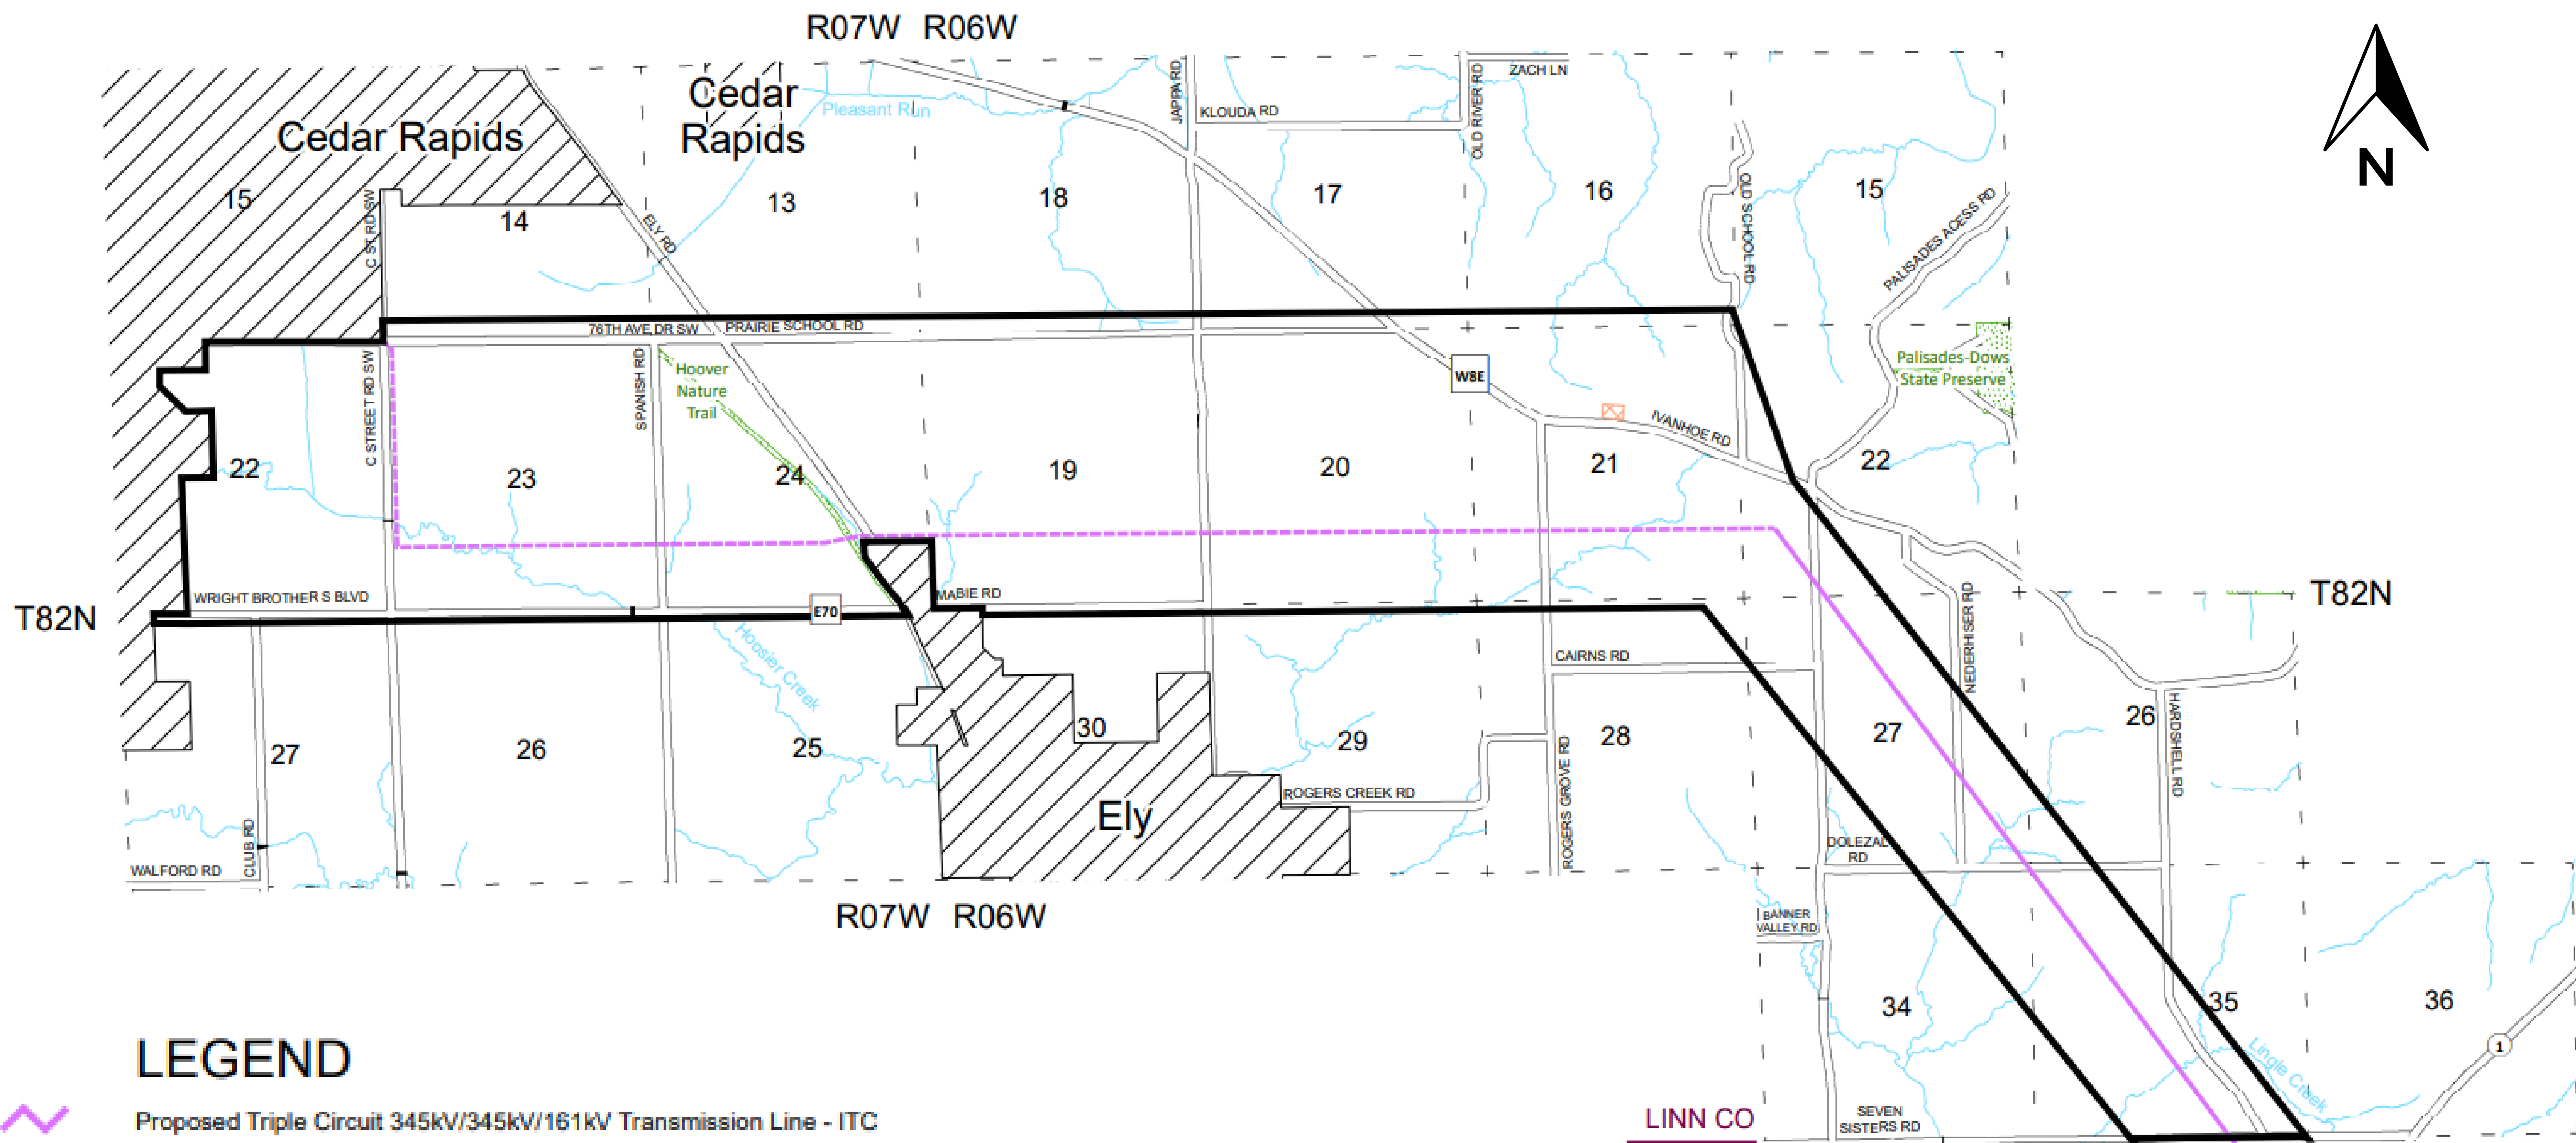 R07W R06W
ZACH LN
Cedar
Rapids
Cedar Rapids
Pleasant Run
JAPPA RD
KLOUDA RD
OLD RIVER RD
N
15
14
13
18
17
16
15
C ST RD SW
ELY RD
OLD SCHOOL RD
PALISADES ACESS RD
76TH AVE DR SW
PRAIRIE SCHOOL RD
C STREET RD SW
SPANISH RD
Hoover
Nature
Trail
W8E
IVANHOE RD
Palisades-Dows
State Preserve
22
23
24
19
20
21
22
T82N
WRIGHT BROTHERS BLVD
E70
MABIE RD
NEDERHISER RD
T82N
Hoosier Creek
CAIRNS RD
HARDSHELL RD
27
26
25
30
29
28
27
26
ROGERS GROVE RD
ROGERS CREEK RD
Ely
WALFORD RD
CLUB RD
DOLEZAL
RD
R07W R06W
BANNER
VALLEY RD
34
35
36
Lingle Creek
1
LEGEND
Proposed Triple Circuit 345kV/345kV/161kV Transmission Line - ITC
LINN CO
SEVEN
SISTERS RD